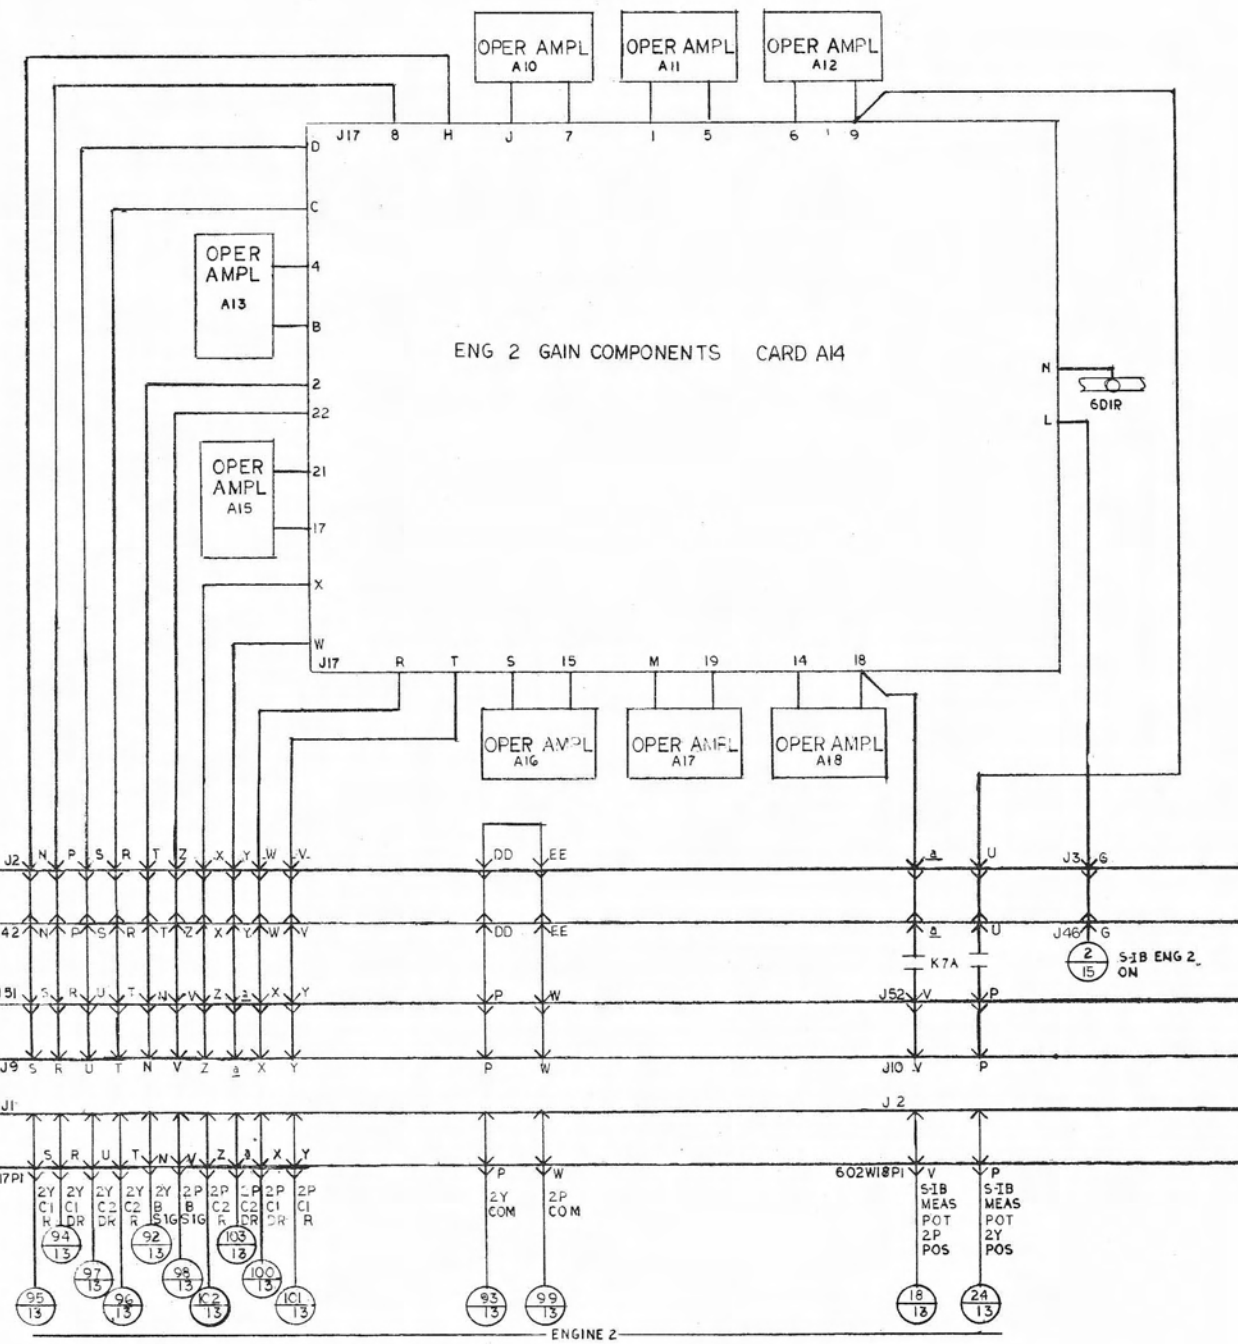 OPER AMPL A10
OPER AMPL A11
OPER AMPL A12
J17 8 H J 7 1 5 6 9
D
C
OPER AMPL A13
4
B
ENG 2 GAIN COMPONENTS CARD A14
2
22
N
6D1R
L
OPER AMPL A15
21
17
X
W
J17 R T S 15 M 19 14 18
OPER AMPL A16
OPER AMPL A17
OPER AMPL A18
J2 N P S R T Z X Y W V DD EE a U J3 G
42 N P S R T Z X Y W V DD EE a U J46 G
K7A
2 15
S-IB ENG 2 ON
J51 S R U T N V Z a X Y P W J52 V P
J9 S R U T N V Z a X Y P W J10 V P
J1 J2
S R U T N V Z a X Y
17P1 P W 602W18P1 V P
2Y C1 R
2Y C1 DR
2Y C2 DR
2Y C2 R
2Y B SIG
2P B SIG
2P C2 R
2P C2 DR
2P C1 DR
2P C1 R
2Y COM
2P COM
S-IB MEAS POT 2P POS
S-IB MEAS POT 2Y POS
94 13
92 13
103 13
97 13
98 13
100 13
95 13
96 13
102 13
101 13
93 13
99 13
18 13
24 13
ENGINE 2